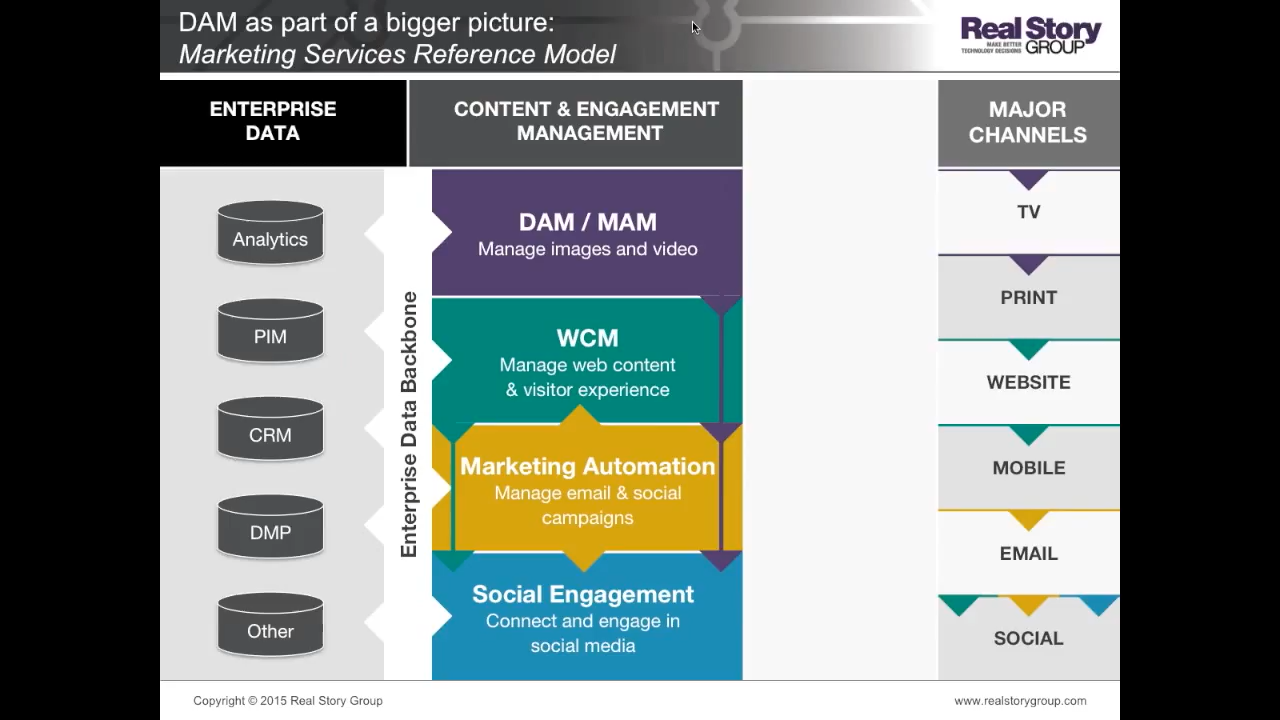 DAM as part of a bigger picture:
Marketing Services Reference Model
Real Story
MAKE BETTER
TECHNOLOGY DECISIONS
GROUP
ENTERPRISE
DATA
CONTENT & ENGAGEMENT
MANAGEMENT
MAJOR
CHANNELS
Analytics
PIM
CRM
DMP
Other
Enterprise Data Backbone
DAM / MAM
Manage images and video
WCM
Manage web content
& visitor experience
Marketing Automation
Manage email & social
campaigns
Social Engagement
Connect and engage in
social media
TV
PRINT
WEBSITE
MOBILE
EMAIL
SOCIAL
Copyright © 2015 Real Story Group
www.realstorygroup.com